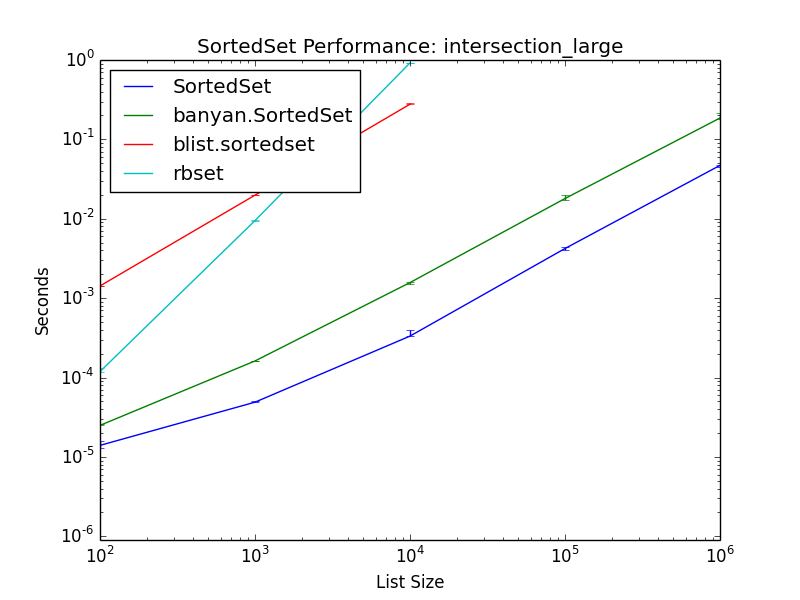 SortedSet Performance: intersection_large
10^0
10^-1
10^-2
10^-3
10^-4
10^-5
10^-6
Seconds
SortedSet
banyan.SortedSet
blist.sortedset
rbset
10^2 10^3 10^4 10^5 10^6
List Size